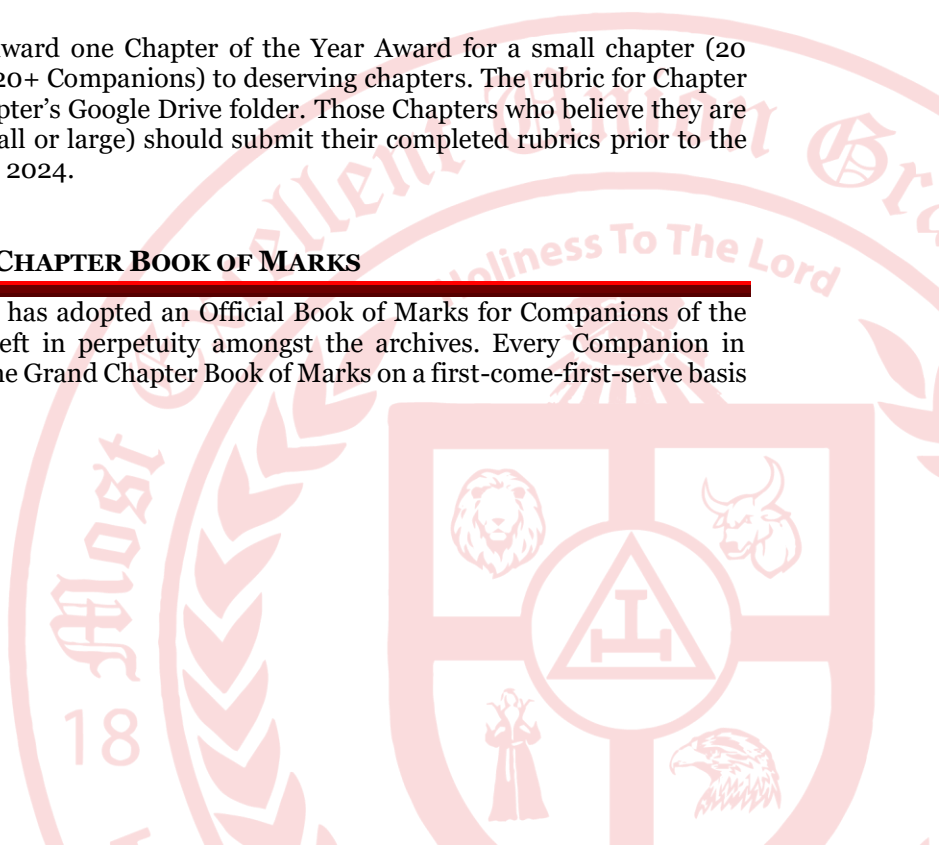 ward one Chapter of the Year Award for a small chapter (20
20+ Companions) to deserving chapters. The rubric for Chapter
pter’s Google Drive folder. Those Chapters who believe they are
all or large) should submit their completed rubrics prior to the
2024.
CHAPTER BOOK OF MARKS
has adopted an Official Book of Marks for Companions of the
eft in perpetuity amongst the archives. Every Companion in
he Grand Chapter Book of Marks on a first-come-first-serve basis
Most Excellent Union Gra
Holiness To The Lord
18